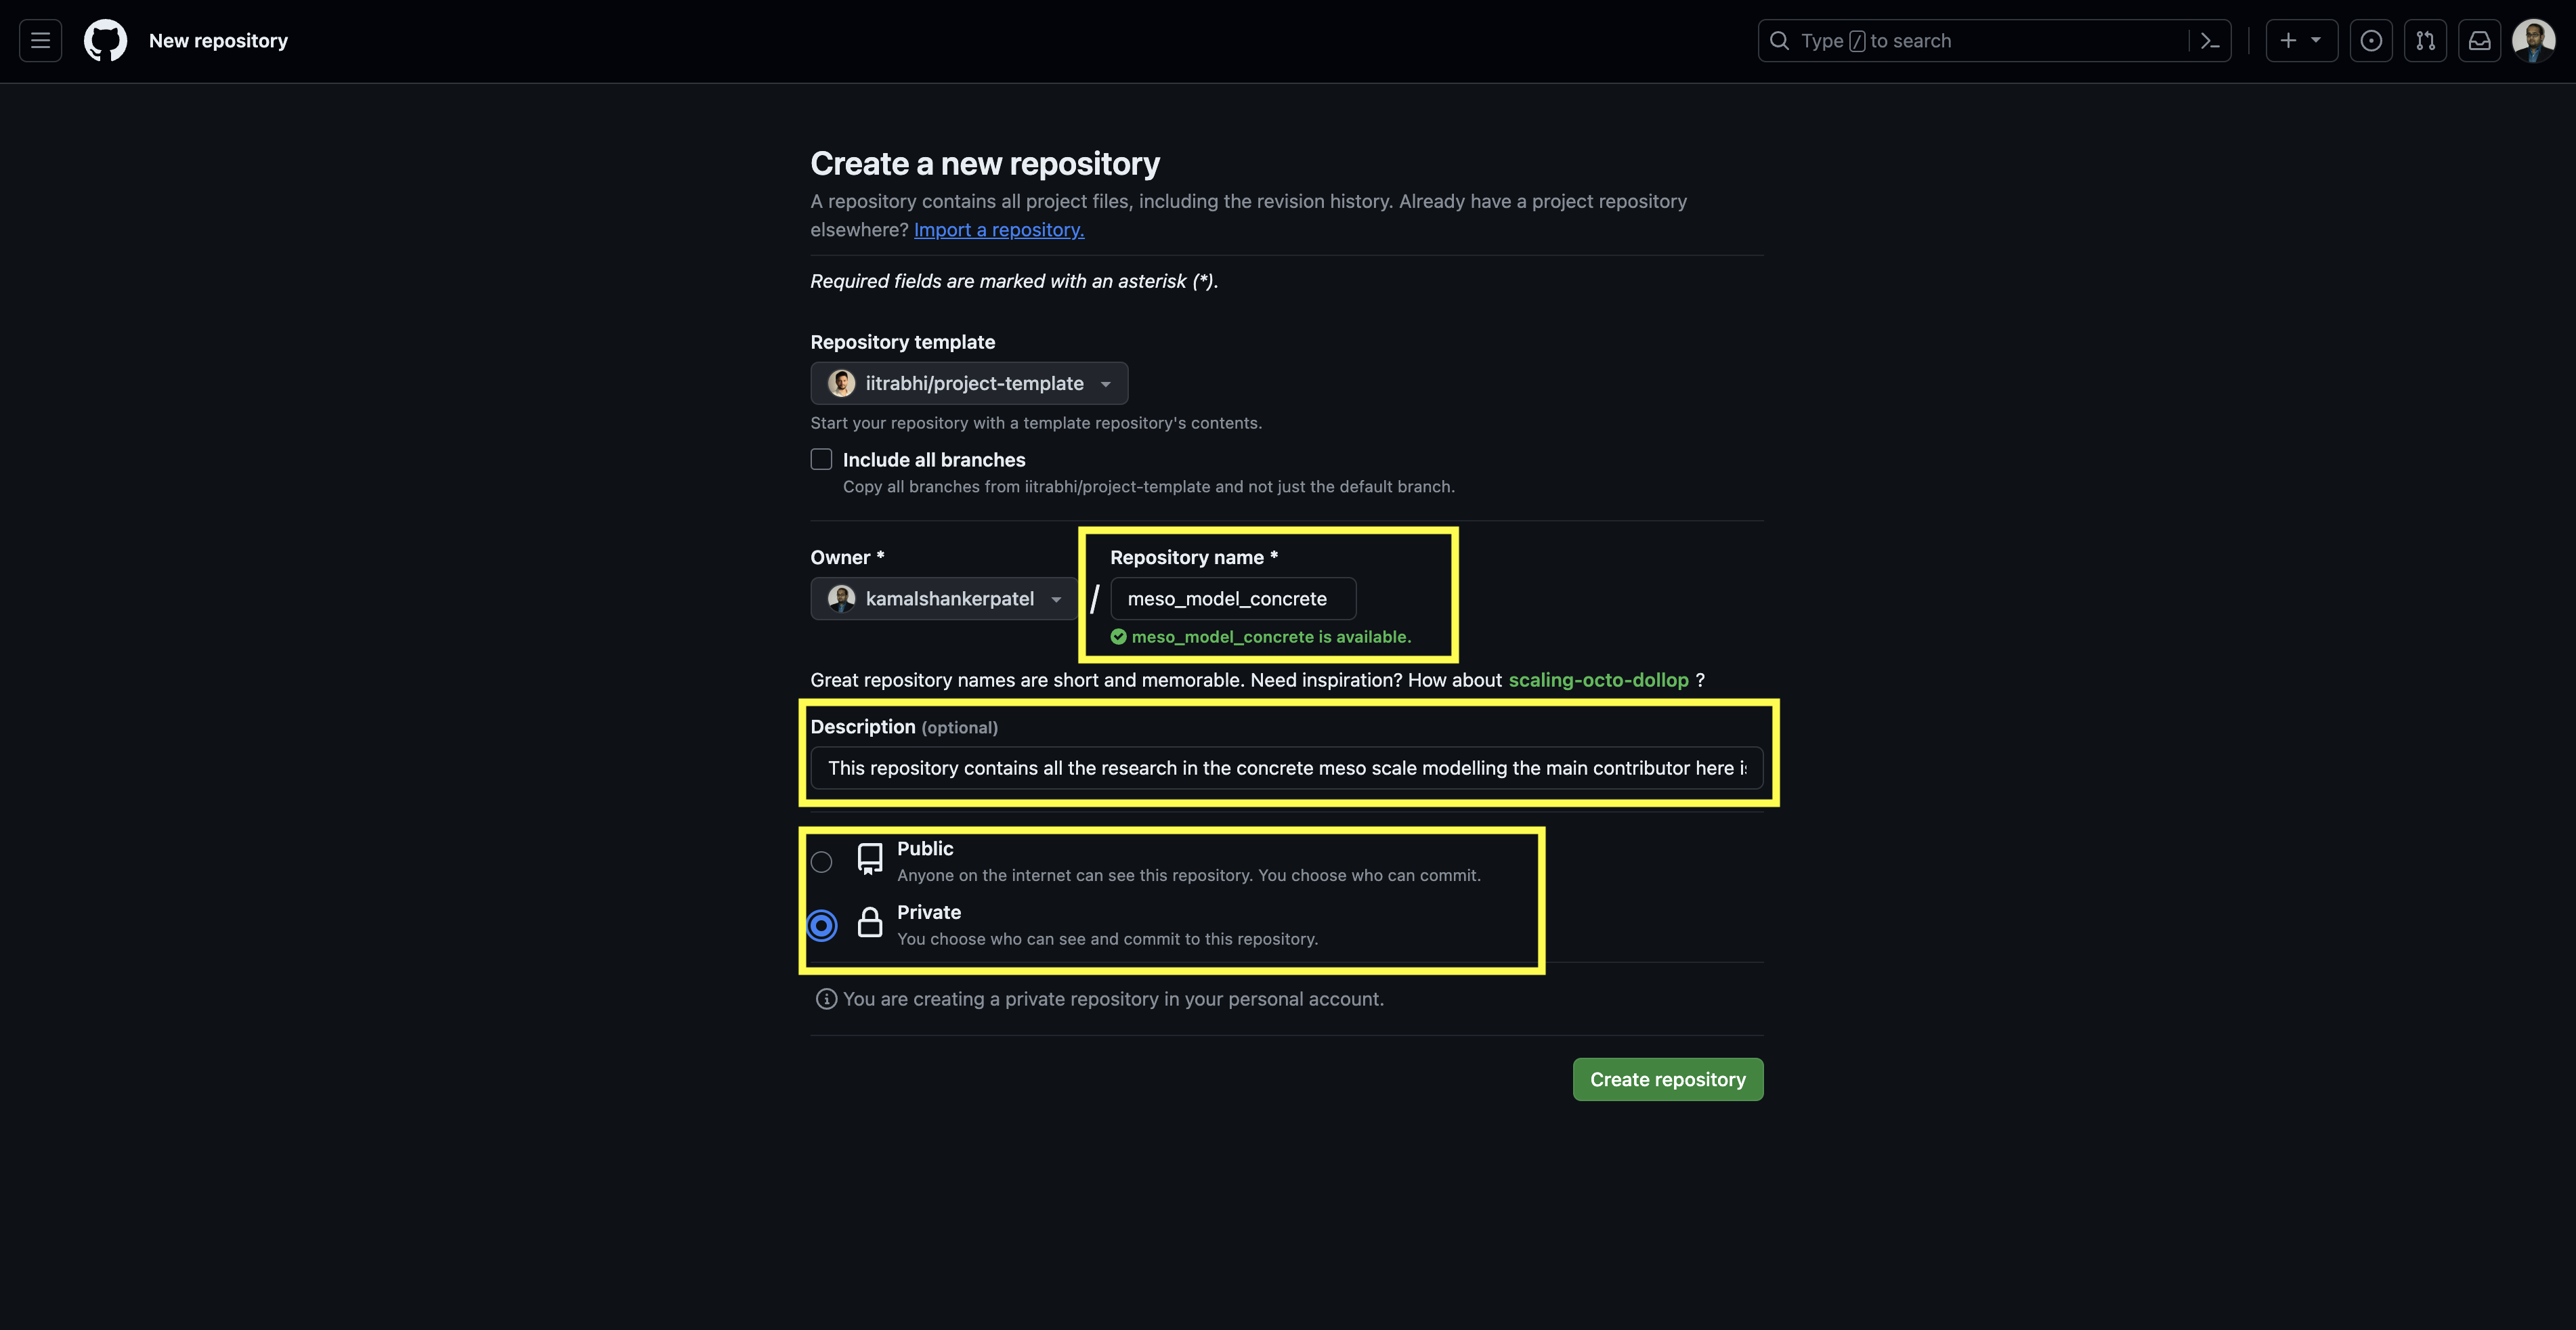 New repository
Type / to search
Create a new repository
A repository contains all project files, including the revision history. Already have a project repository
elsewhere? Import a repository.
Required fields are marked with an asterisk (*).
Repository template
iitrabhi/project-template
Start your repository with a template repository's contents.
Include all branches
Copy all branches from iitrabhi/project-template and not just the default branch.
Owner *
Repository name *
kamalshankerpatel
/
meso_model_concrete
meso_model_concrete is available.
Great repository names are short and memorable. Need inspiration? How about scaling-octo-dollop ?
Description (optional)
This repository contains all the research in the concrete meso scale modelling the main contributor here is
Public
Anyone on the internet can see this repository. You choose who can commit.
Private
You choose who can see and commit to this repository.
You are creating a private repository in your personal account.
Create repository